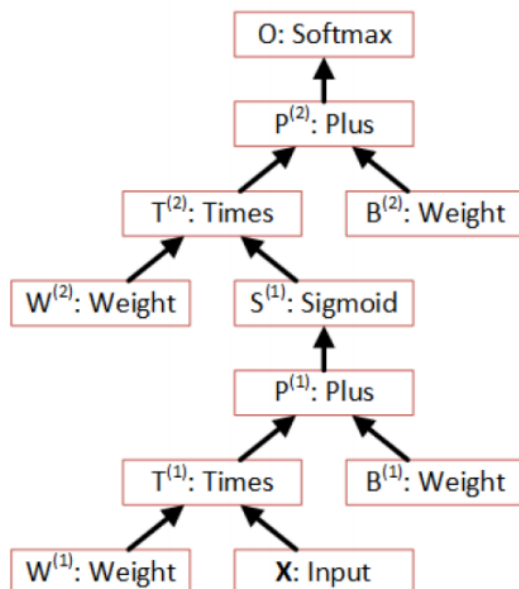 O: Softmax
P(2): Plus
T(2): Times
B(2): Weight
W(2): Weight
S(1): Sigmoid
P(1): Plus
T(1): Times
B(1): Weight
W(1): Weight
X: Input